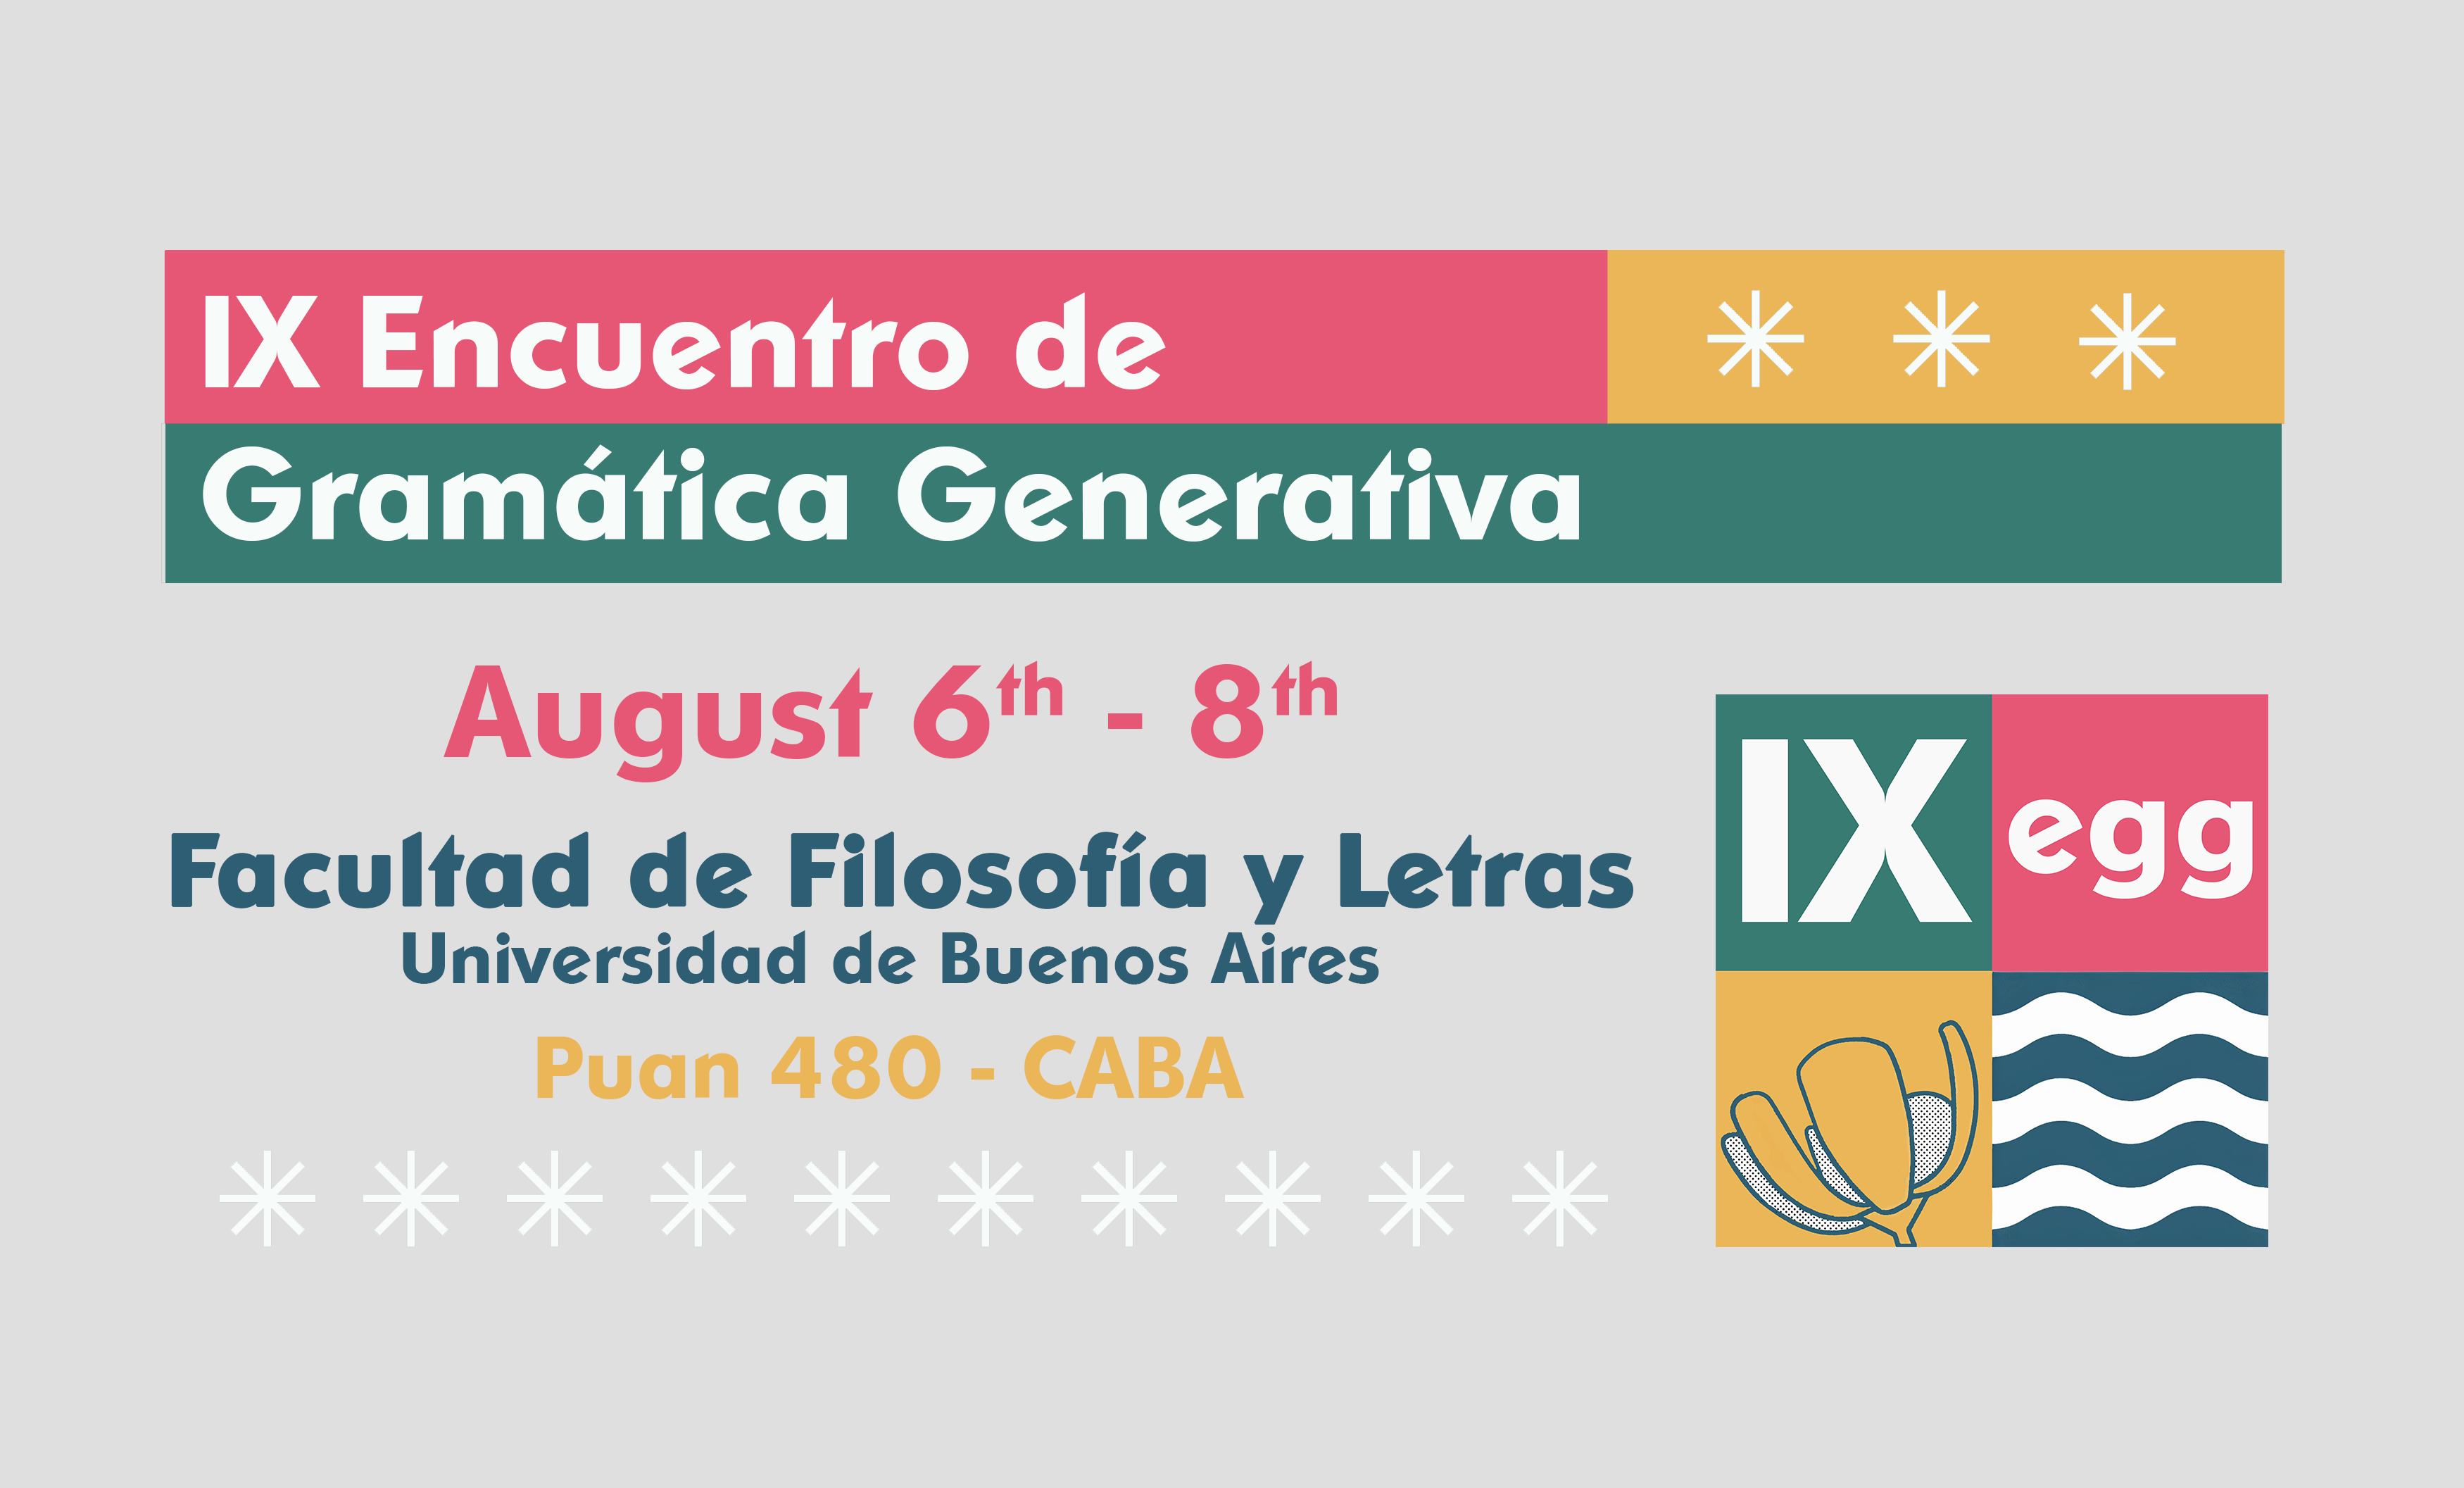 IX Encuentro de
Gramática Generativa
August 6th - 8th
Facultad de Filosofía y Letras
Universidad de Buenos Aires
Puan 480 - CABA
IX egg